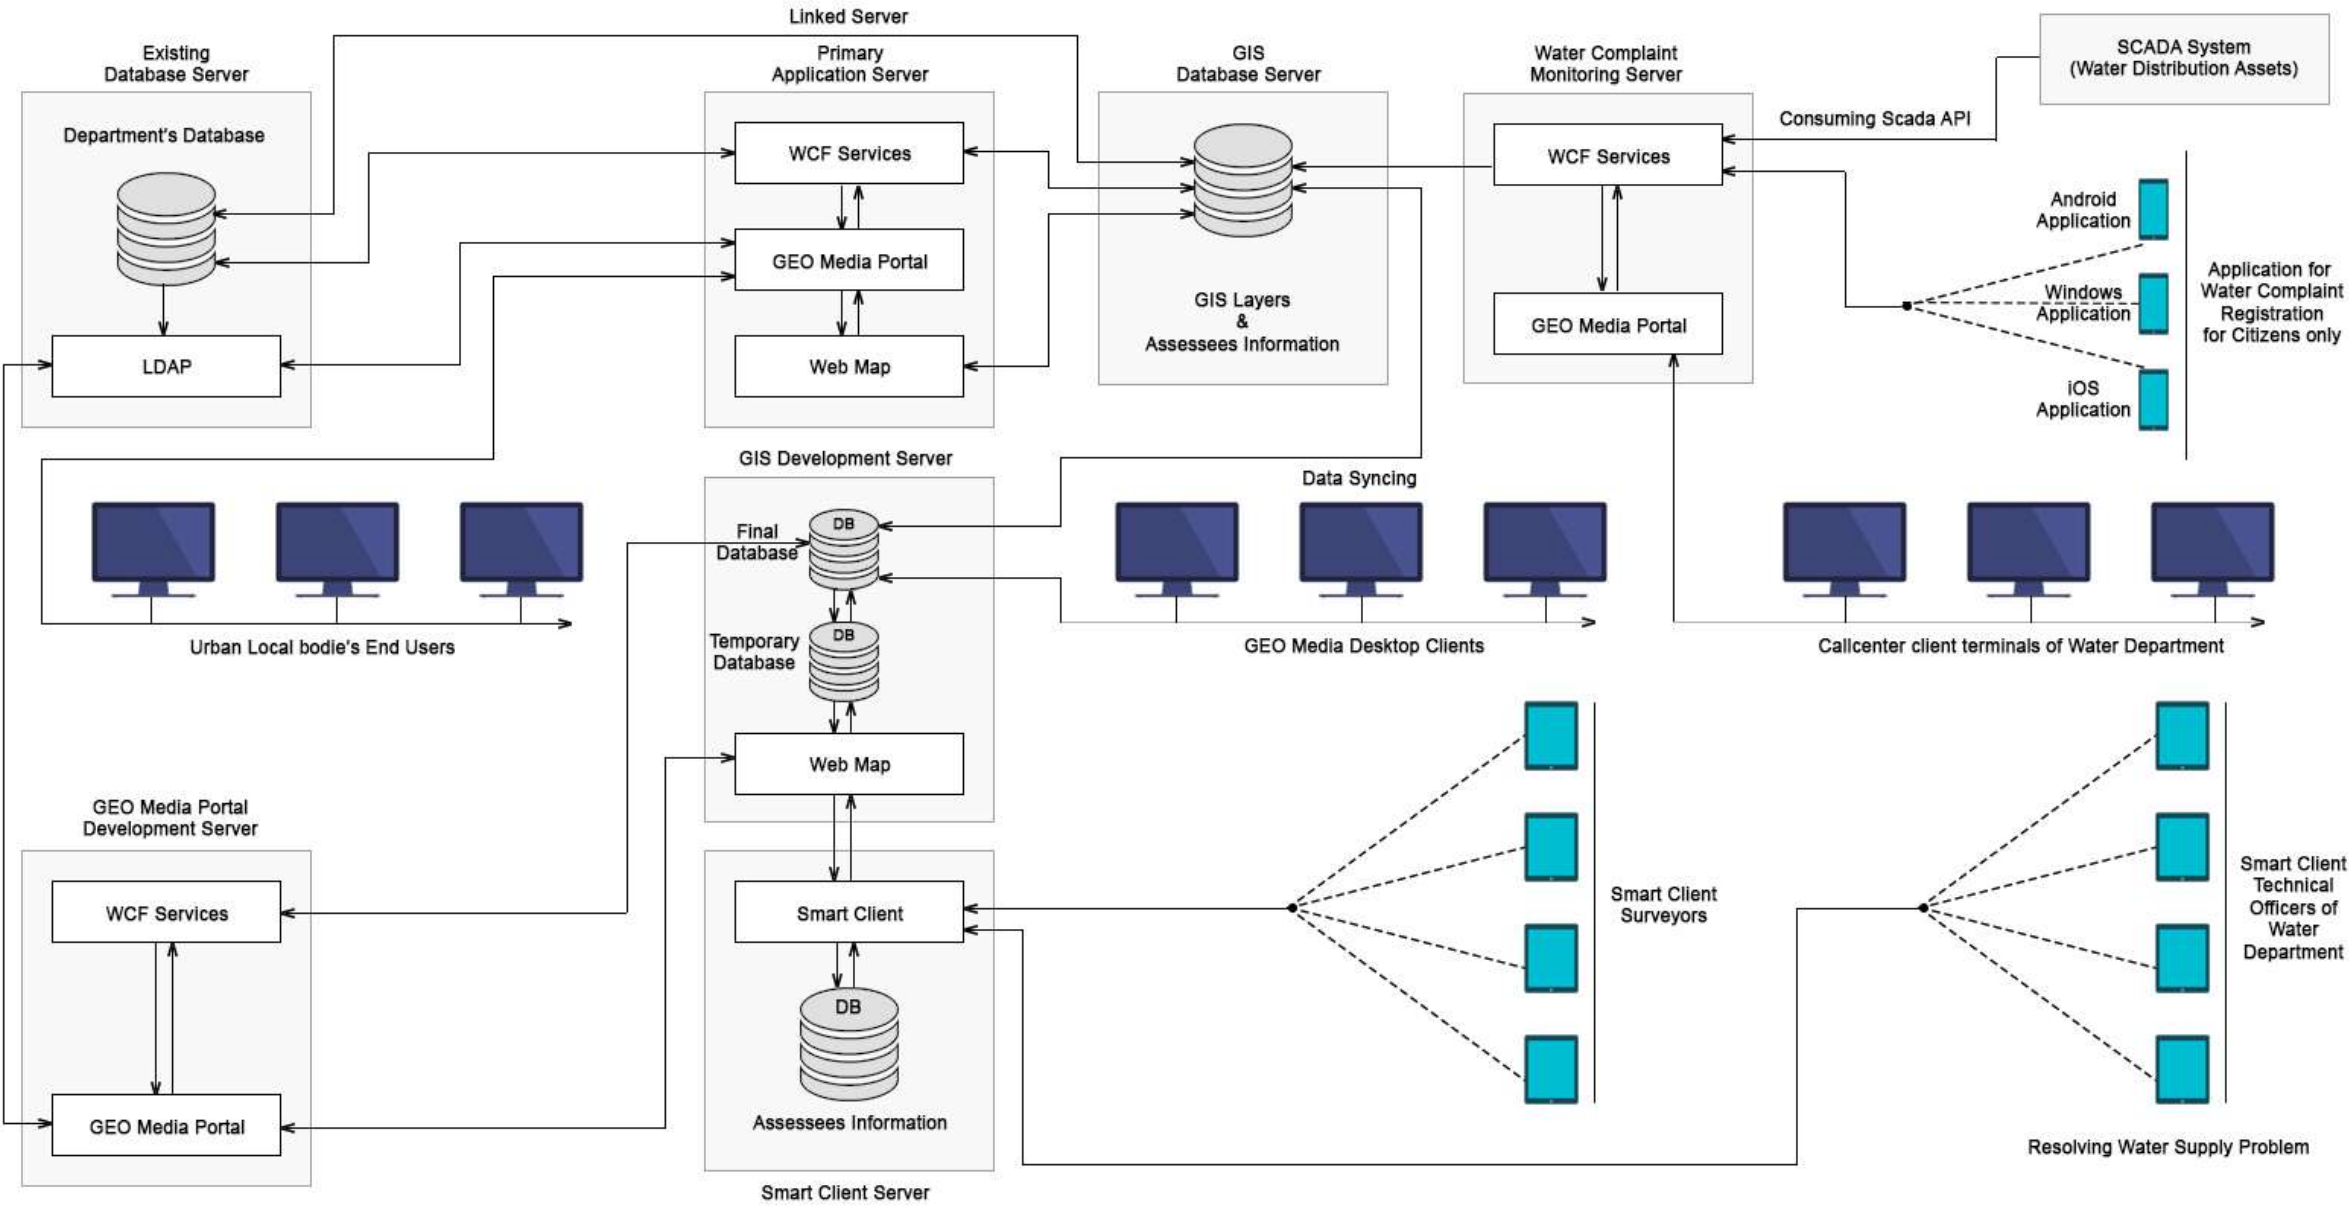 Linked Server
Existing
Database Server
Primary
Application Server
GIS
Database Server
Water Complaint
Monitoring Server
SCADA System
(Water Distribution Assets)
Department's Database
WCF Services
WCF Services
Consuming Scada API
GEO Media Portal
LDAP
Web Map
GIS Layers
&
Assessees Information
GEO Media Portal
Android
Application
Windows
Application
iOS
Application
Application for
Water Complaint
Registration
for Citizens only
GIS Development Server
Data Syncing
DB
Final
Database
DB
Temporary
Database
Web Map
Urban Local bodie's End Users
GEO Media Desktop Clients
Callcenter client terminals of Water Department
GEO Media Portal
Development Server
WCF Services
GEO Media Portal
Smart Client
DB
Assessees Information
Smart Client Server
Smart Client
Surveyors
Smart Client
Technical
Officers of
Water
Department
Resolving Water Supply Problem